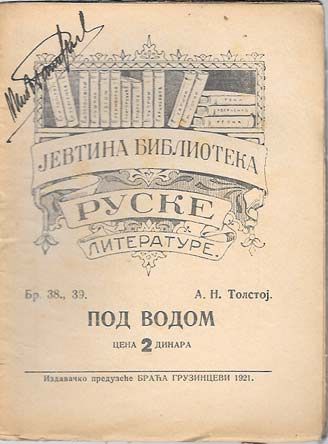 ЈЕВТИНА БИБЛИОТЕКА
РУСКЕ
ЛИТЕРАТУРЕ.
Бр. 38., 39. А. Н. Толстој.
ПОД ВОДОМ
ЦЕНА 2 ДИНАРА
Издавачко предузеће БРАЋА ГРУЗИНЦЕВИ 1921.